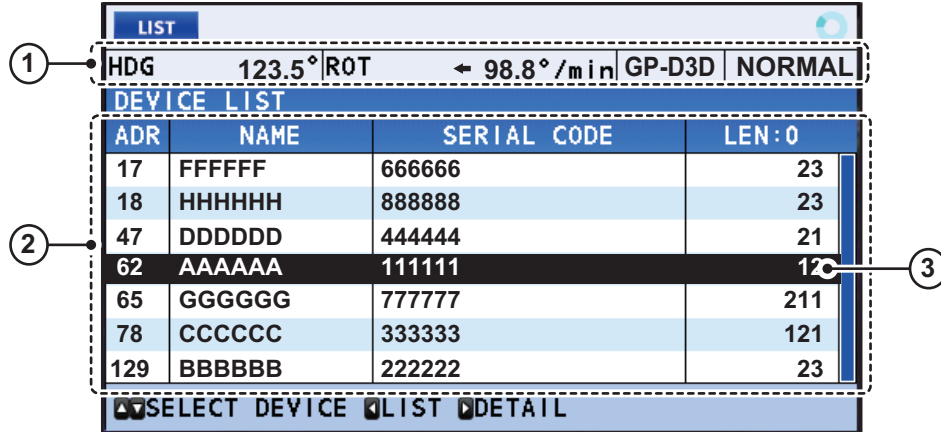 LIST
1 HDG 123.5° ROT ← 98.8°/min GP-D3D NORMAL
DEVICE LIST
ADR NAME SERIAL CODE LEN:0
17 FFFFFF 666666 23
18 HHHHHH 888888 23
2 47 DDDDDD 444444 21
62 AAAAAA 111111 12 3
65 GGGGGG 777777 211
78 CCCCCC 333333 121
129 BBBBBB 222222 23
▲▼SELECT DEVICE ◀LIST ▶DETAIL